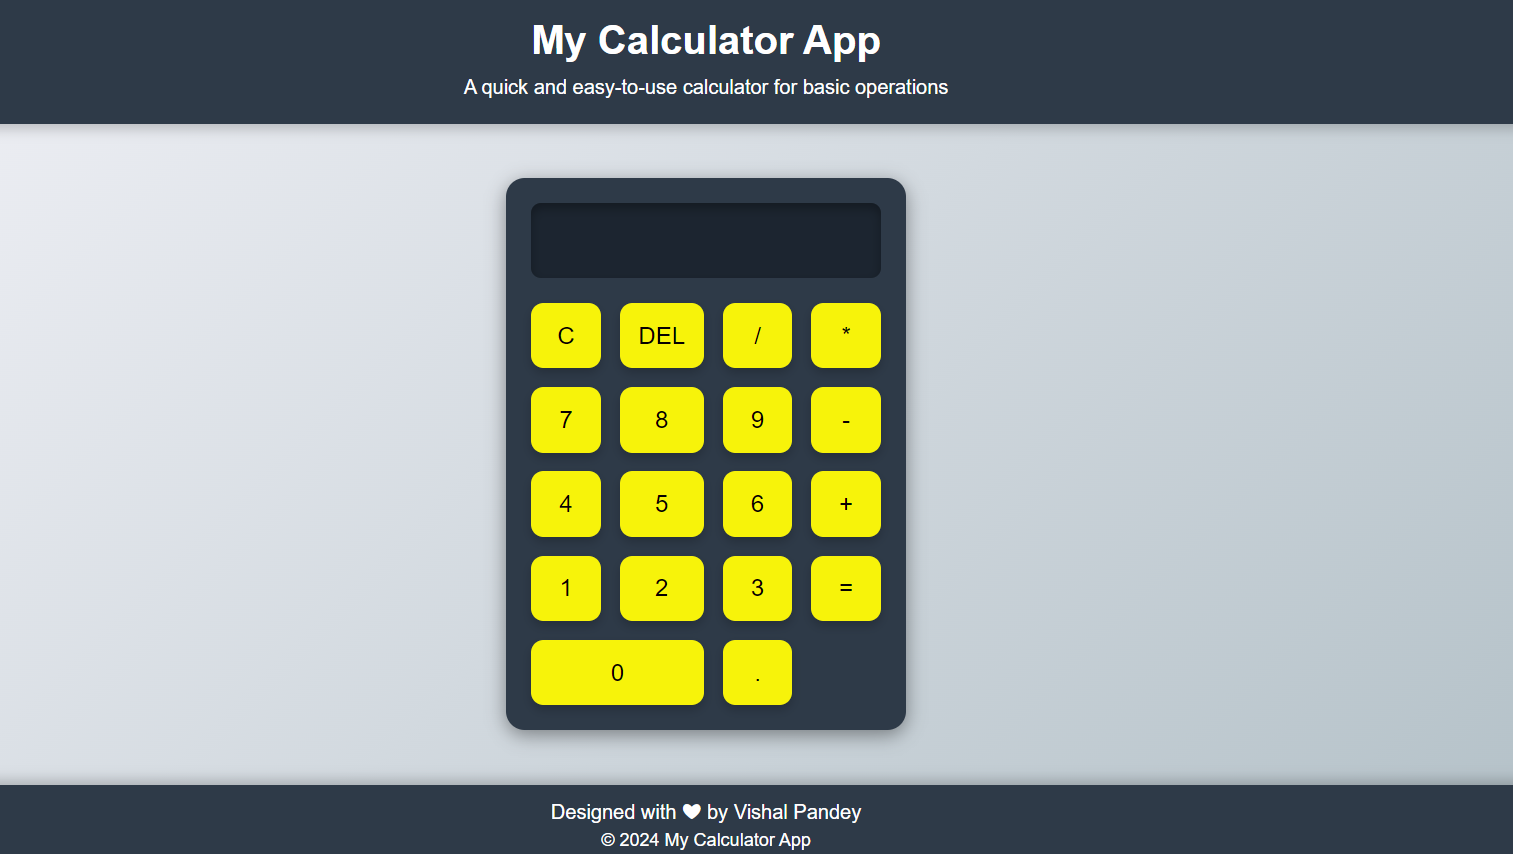 My Calculator App
A quick and easy-to-use calculator for basic operations
C DEL / *
7 8 9 -
4 5 6 +
1 2 3 =
0 .
Designed with ♥ by Vishal Pandey
© 2024 My Calculator App